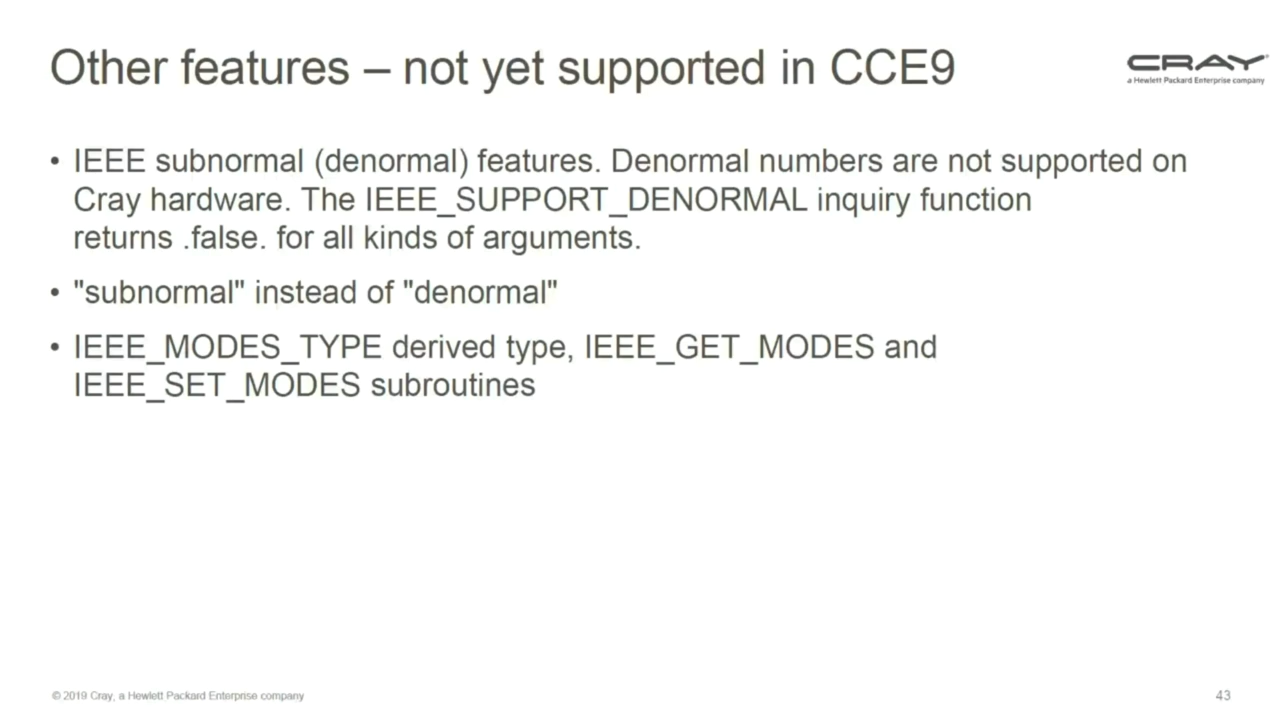 Other features – not yet supported in CCE9
CRAY
a Hewlett Packard Enterprise company
• IEEE subnormal (denormal) features. Denormal numbers are not supported on
Cray hardware. The IEEE_SUPPORT_DENORMAL inquiry function
returns .false. for all kinds of arguments.
• "subnormal" instead of "denormal"
• IEEE_MODES_TYPE derived type, IEEE_GET_MODES and
IEEE_SET_MODES subroutines
© 2019 Cray, a Hewlett Packard Enterprise company
43